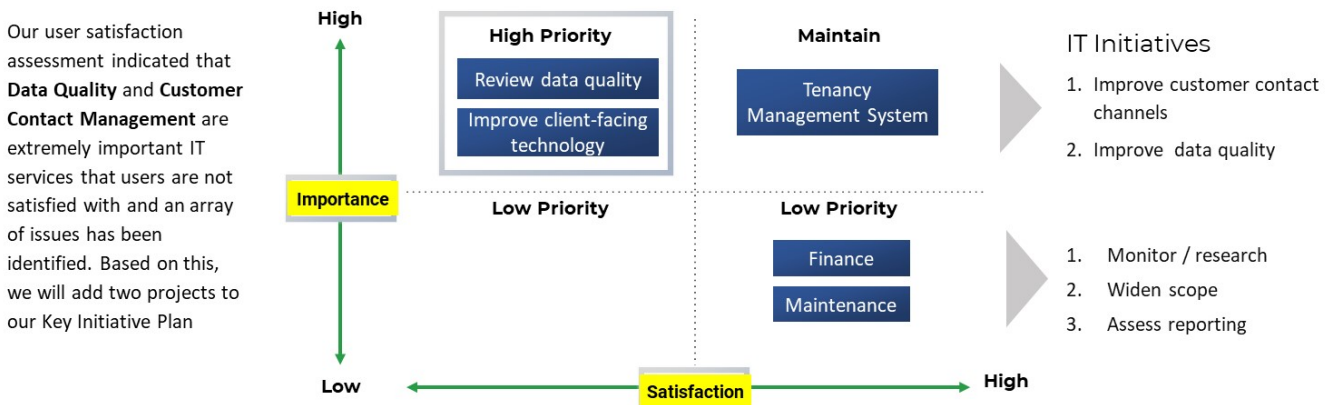 Our user satisfaction
assessment indicated that
Data Quality and Customer
Contact Management are
extremely important IT
services that users are not
satisfied with and an array
of issues has been
identified. Based on this,
we will add two projects to
our Key Initiative Plan
High
Importance
Low
High Priority
Review data quality
Improve client-facing
technology
Maintain
Tenancy
Management System
Low Priority
Low Priority
Finance
Maintenance
Satisfaction
High
IT Initiatives
1. Improve customer contact
channels
2. Improve data quality
1. Monitor / research
2. Widen scope
3. Assess reporting